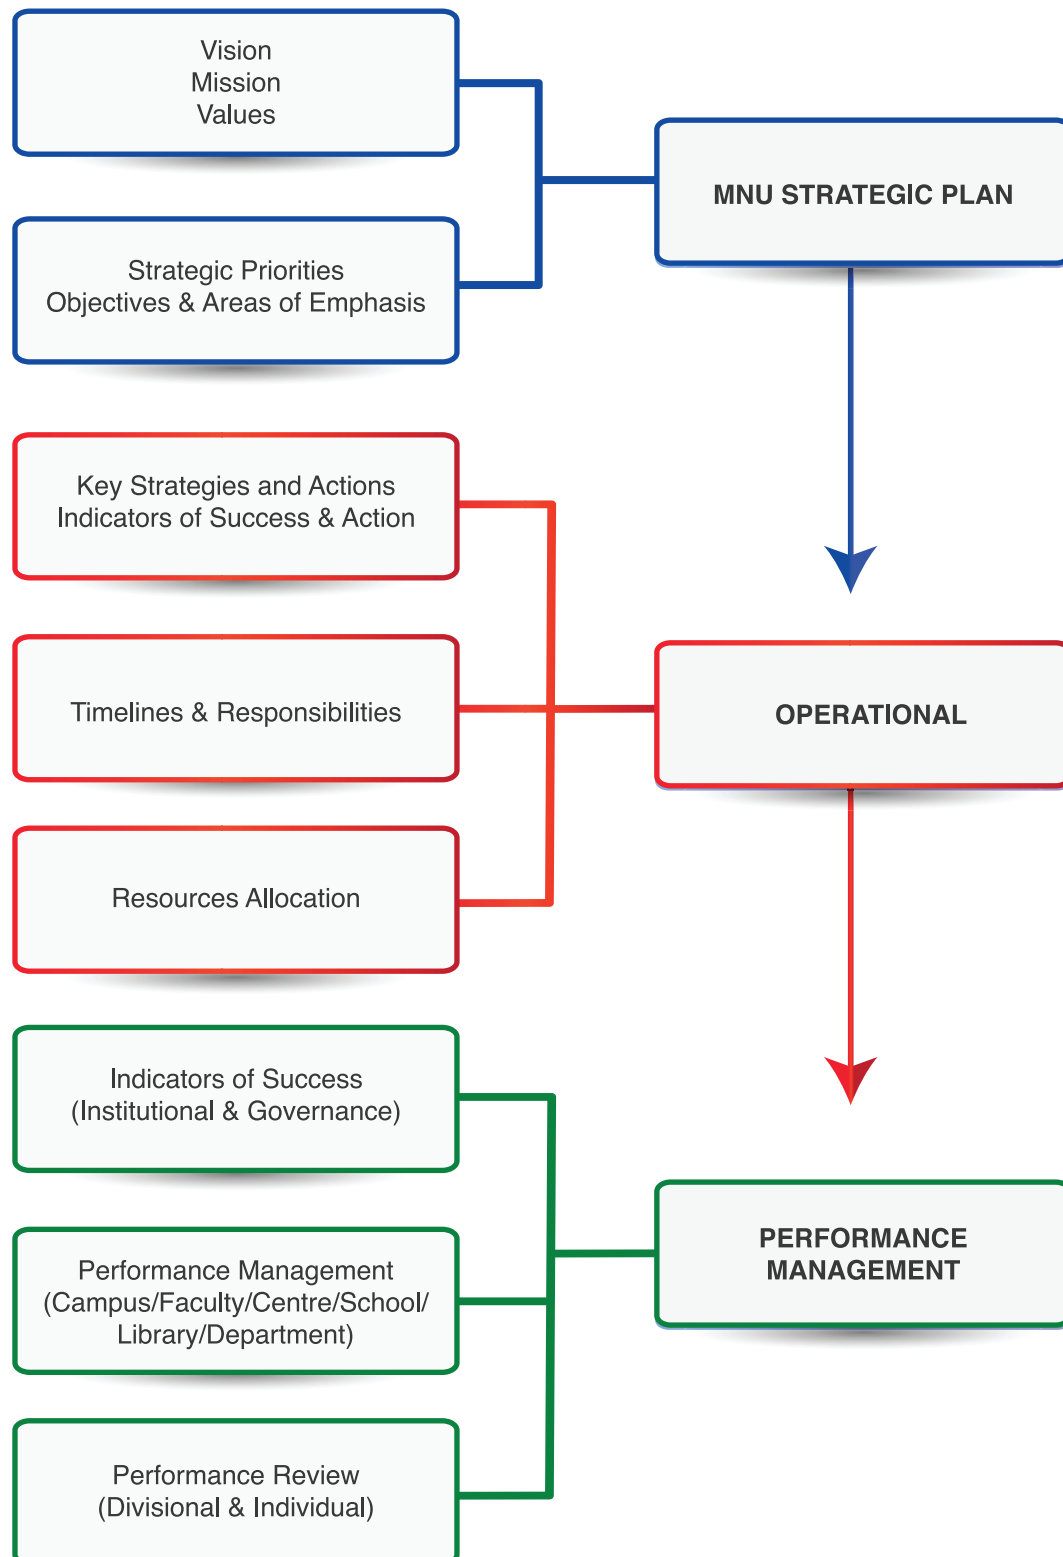 Vision
Mission
Values
MNU STRATEGIC PLAN
Strategic Priorities
Objectives & Areas of Emphasis
Key Strategies and Actions
Indicators of Success & Action
Timelines & Responsibilities
OPERATIONAL
Resources Allocation
Indicators of Success
(Institutional & Governance)
PERFORMANCE
MANAGEMENT
Performance Management
(Campus/Faculty/Centre/School/
Library/Department)
Performance Review
(Divisional & Individual)